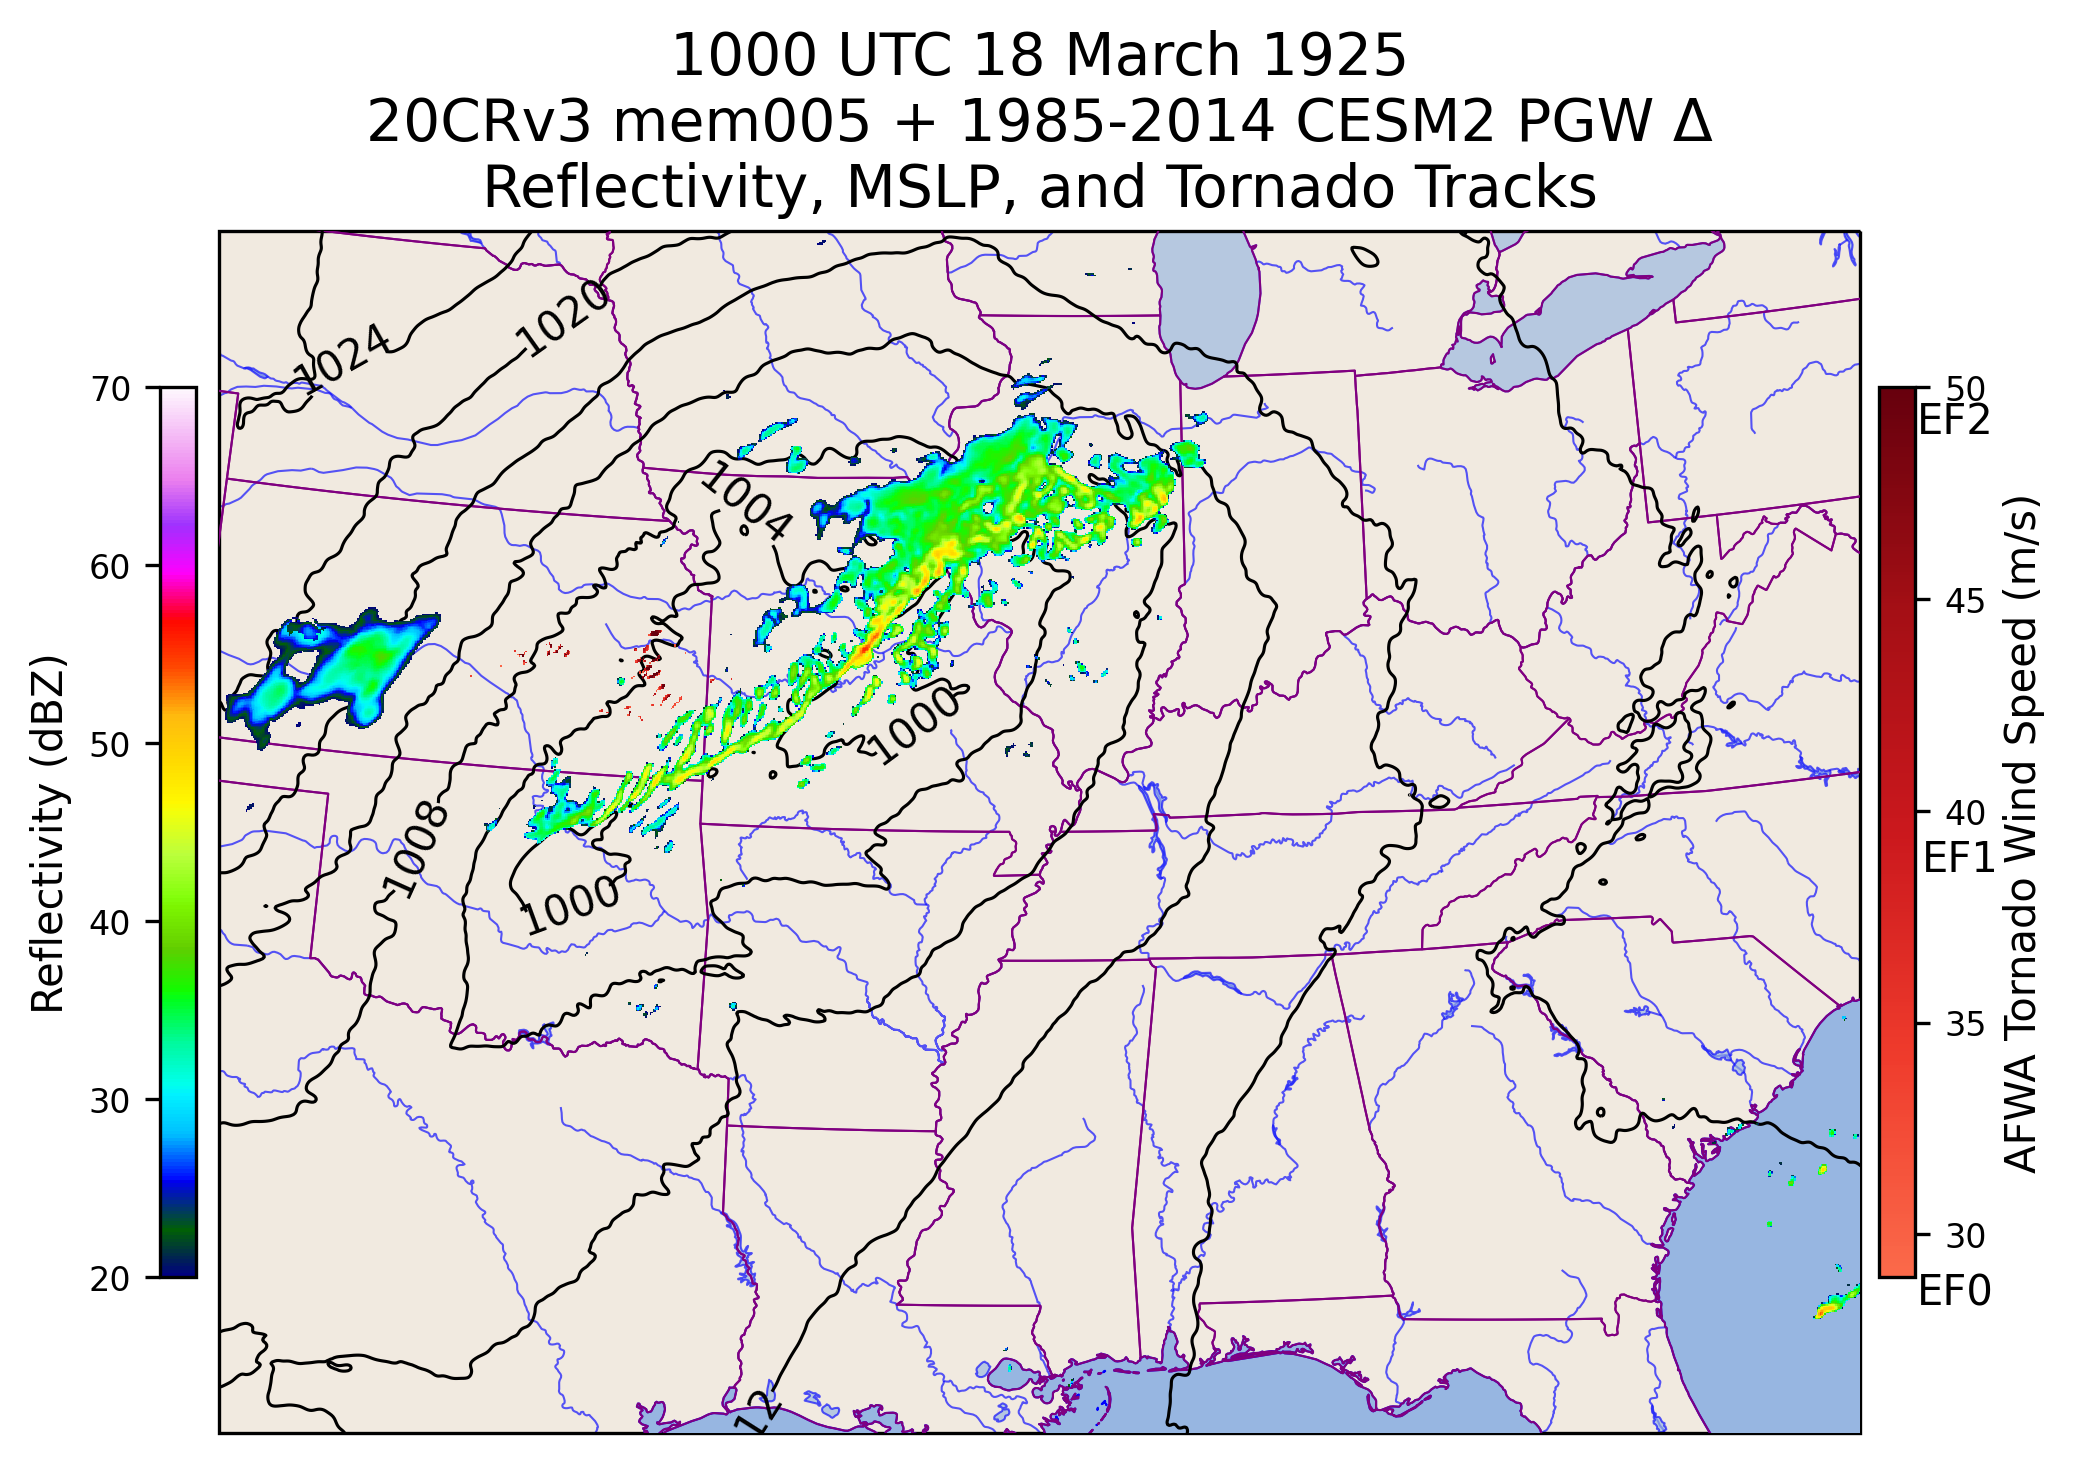 1000 UTC 18 March 1925
20CRv3 mem005 + 1985-2014 CESM2 PGW Δ
Reflectivity, MSLP, and Tornado Tracks
1024
1020
1004
1000
1008
1000
12
70
60
50
40
30
20
Reflectivity (dBZ)
50
EF2
45
40
EF1
35
30
EF0
AFWA Tornado Wind Speed (m/s)